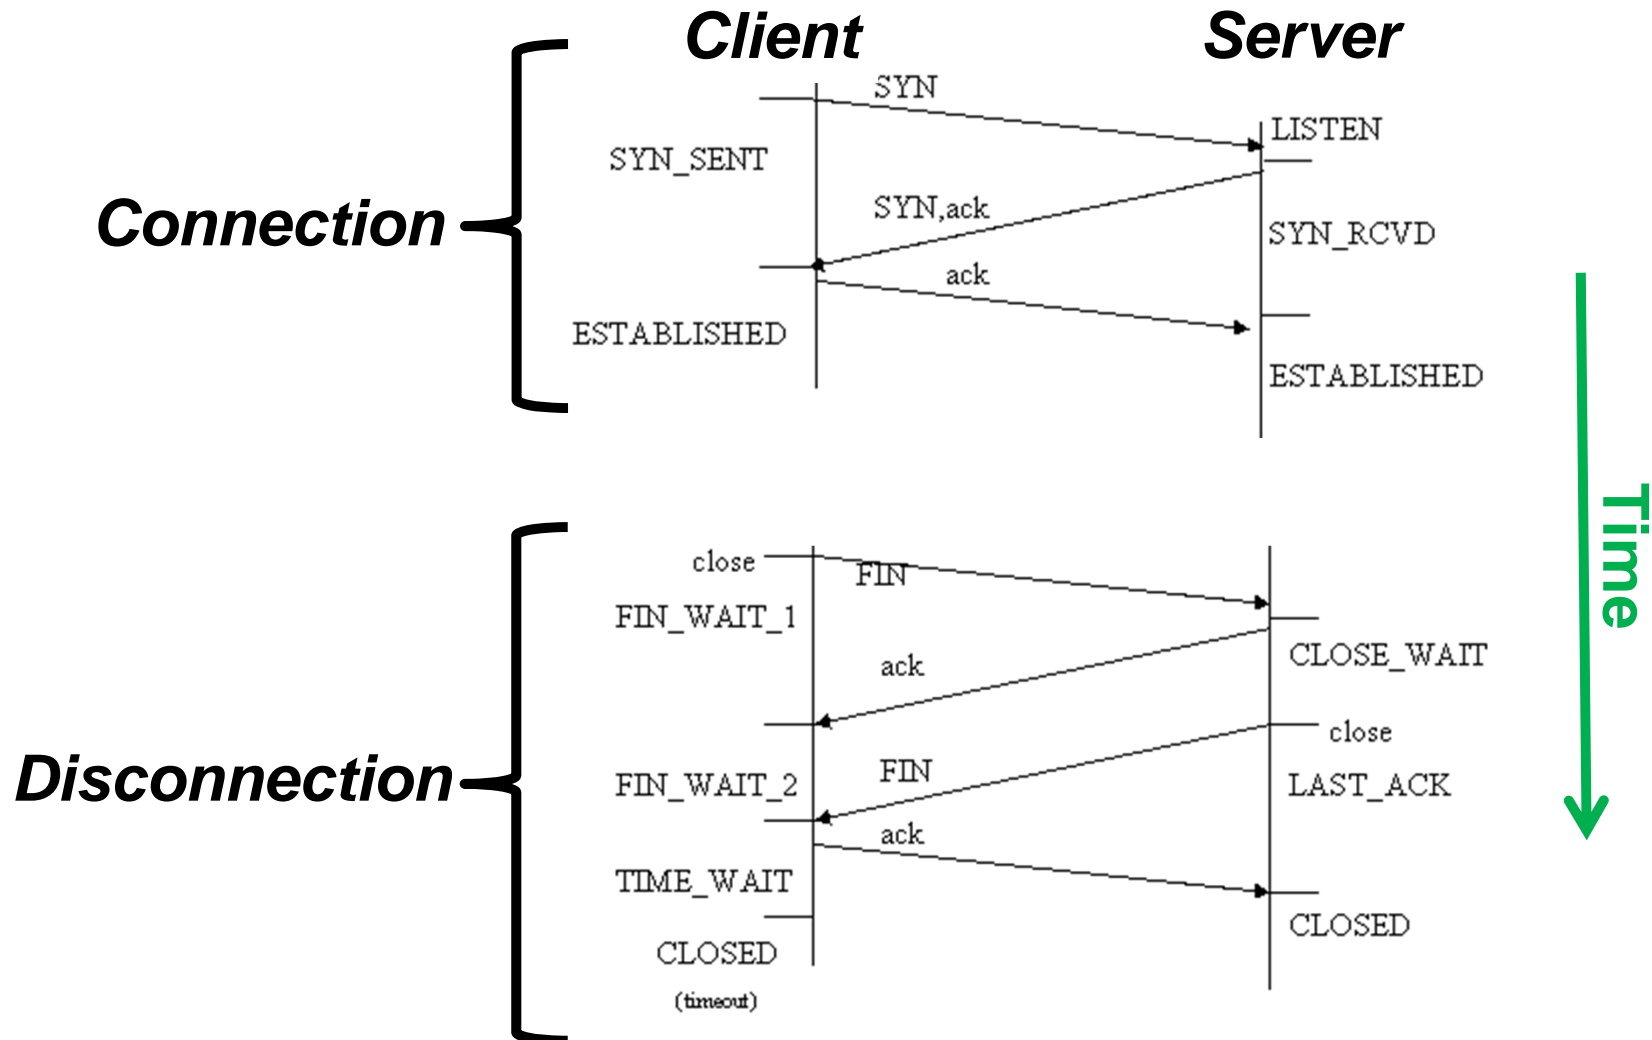 Client
Server
SYN
LISTEN
SYN_SENT
SYN,ack
SYN_RCVD
Connection
ack
ESTABLISHED
ESTABLISHED
Time
close
FIN
FIN_WAIT_1
CLOSE_WAIT
ack
close
Disconnection
FIN
FIN_WAIT_2
LAST_ACK
ack
TIME_WAIT
CLOSED
CLOSED
(timeout)